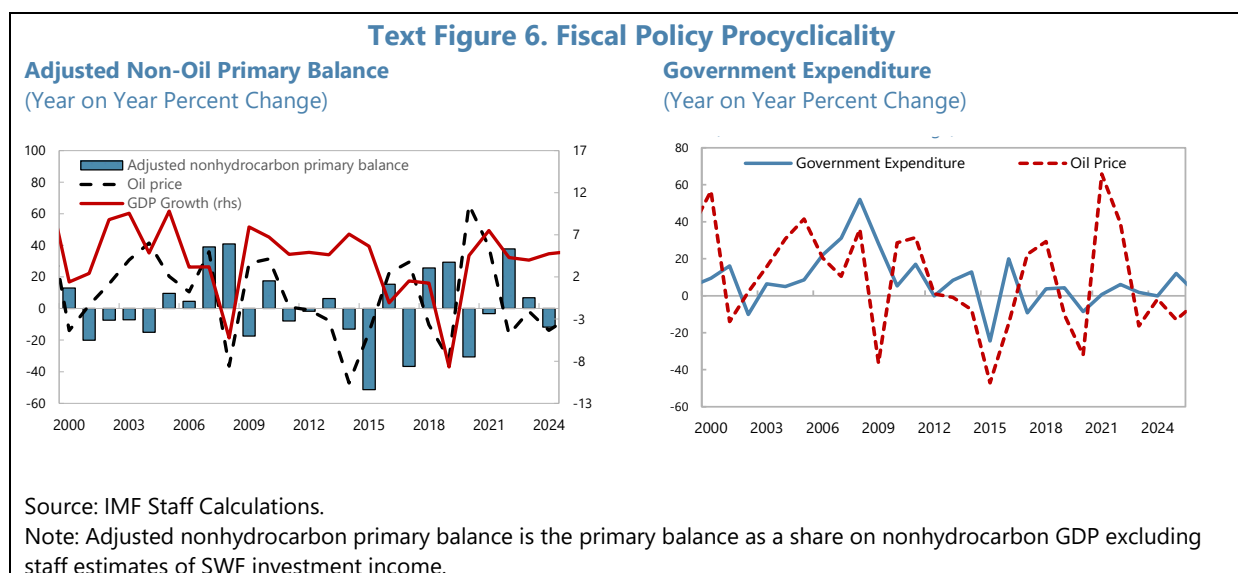 Text Figure 6. Fiscal Policy Procyclicality
Adjusted Non-Oil Primary Balance
(Year on Year Percent Change)
100
80
60
40
20
0
-20
-40
-60
17
12
7
2
-3
-8
-13
Adjusted nonhydrocarbon primary balance
Oil price
GDP Growth (rhs)
2000 2003 2006 2009 2012 2015 2018 2021 2024
Government Expenditure
(Year on Year Percent Change)
80
60
40
20
0
-20
-40
-60
Government Expenditure Oil Price
2000 2003 2006 2009 2012 2015 2018 2021 2024
Source: IMF Staff Calculations.
Note: Adjusted nonhydrocarbon primary balance is the primary balance as a share on nonhydrocarbon GDP excluding
staff estimates of SWF investment income.